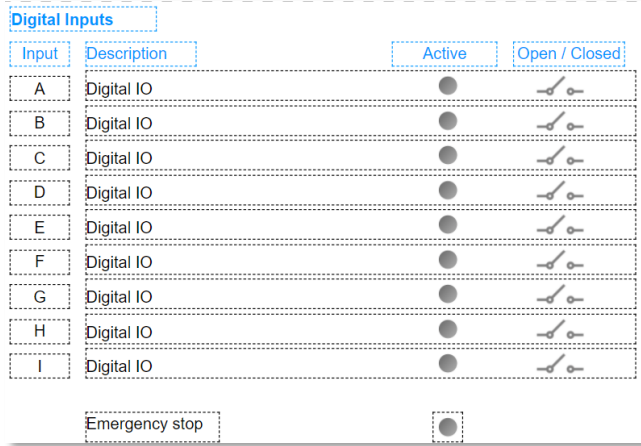 Digital Inputs
Input Description Active Open / Closed
A Digital IO
B Digital IO
C Digital IO
D Digital IO
E Digital IO
F Digital IO
G Digital IO
H Digital IO
I Digital IO
Emergency stop